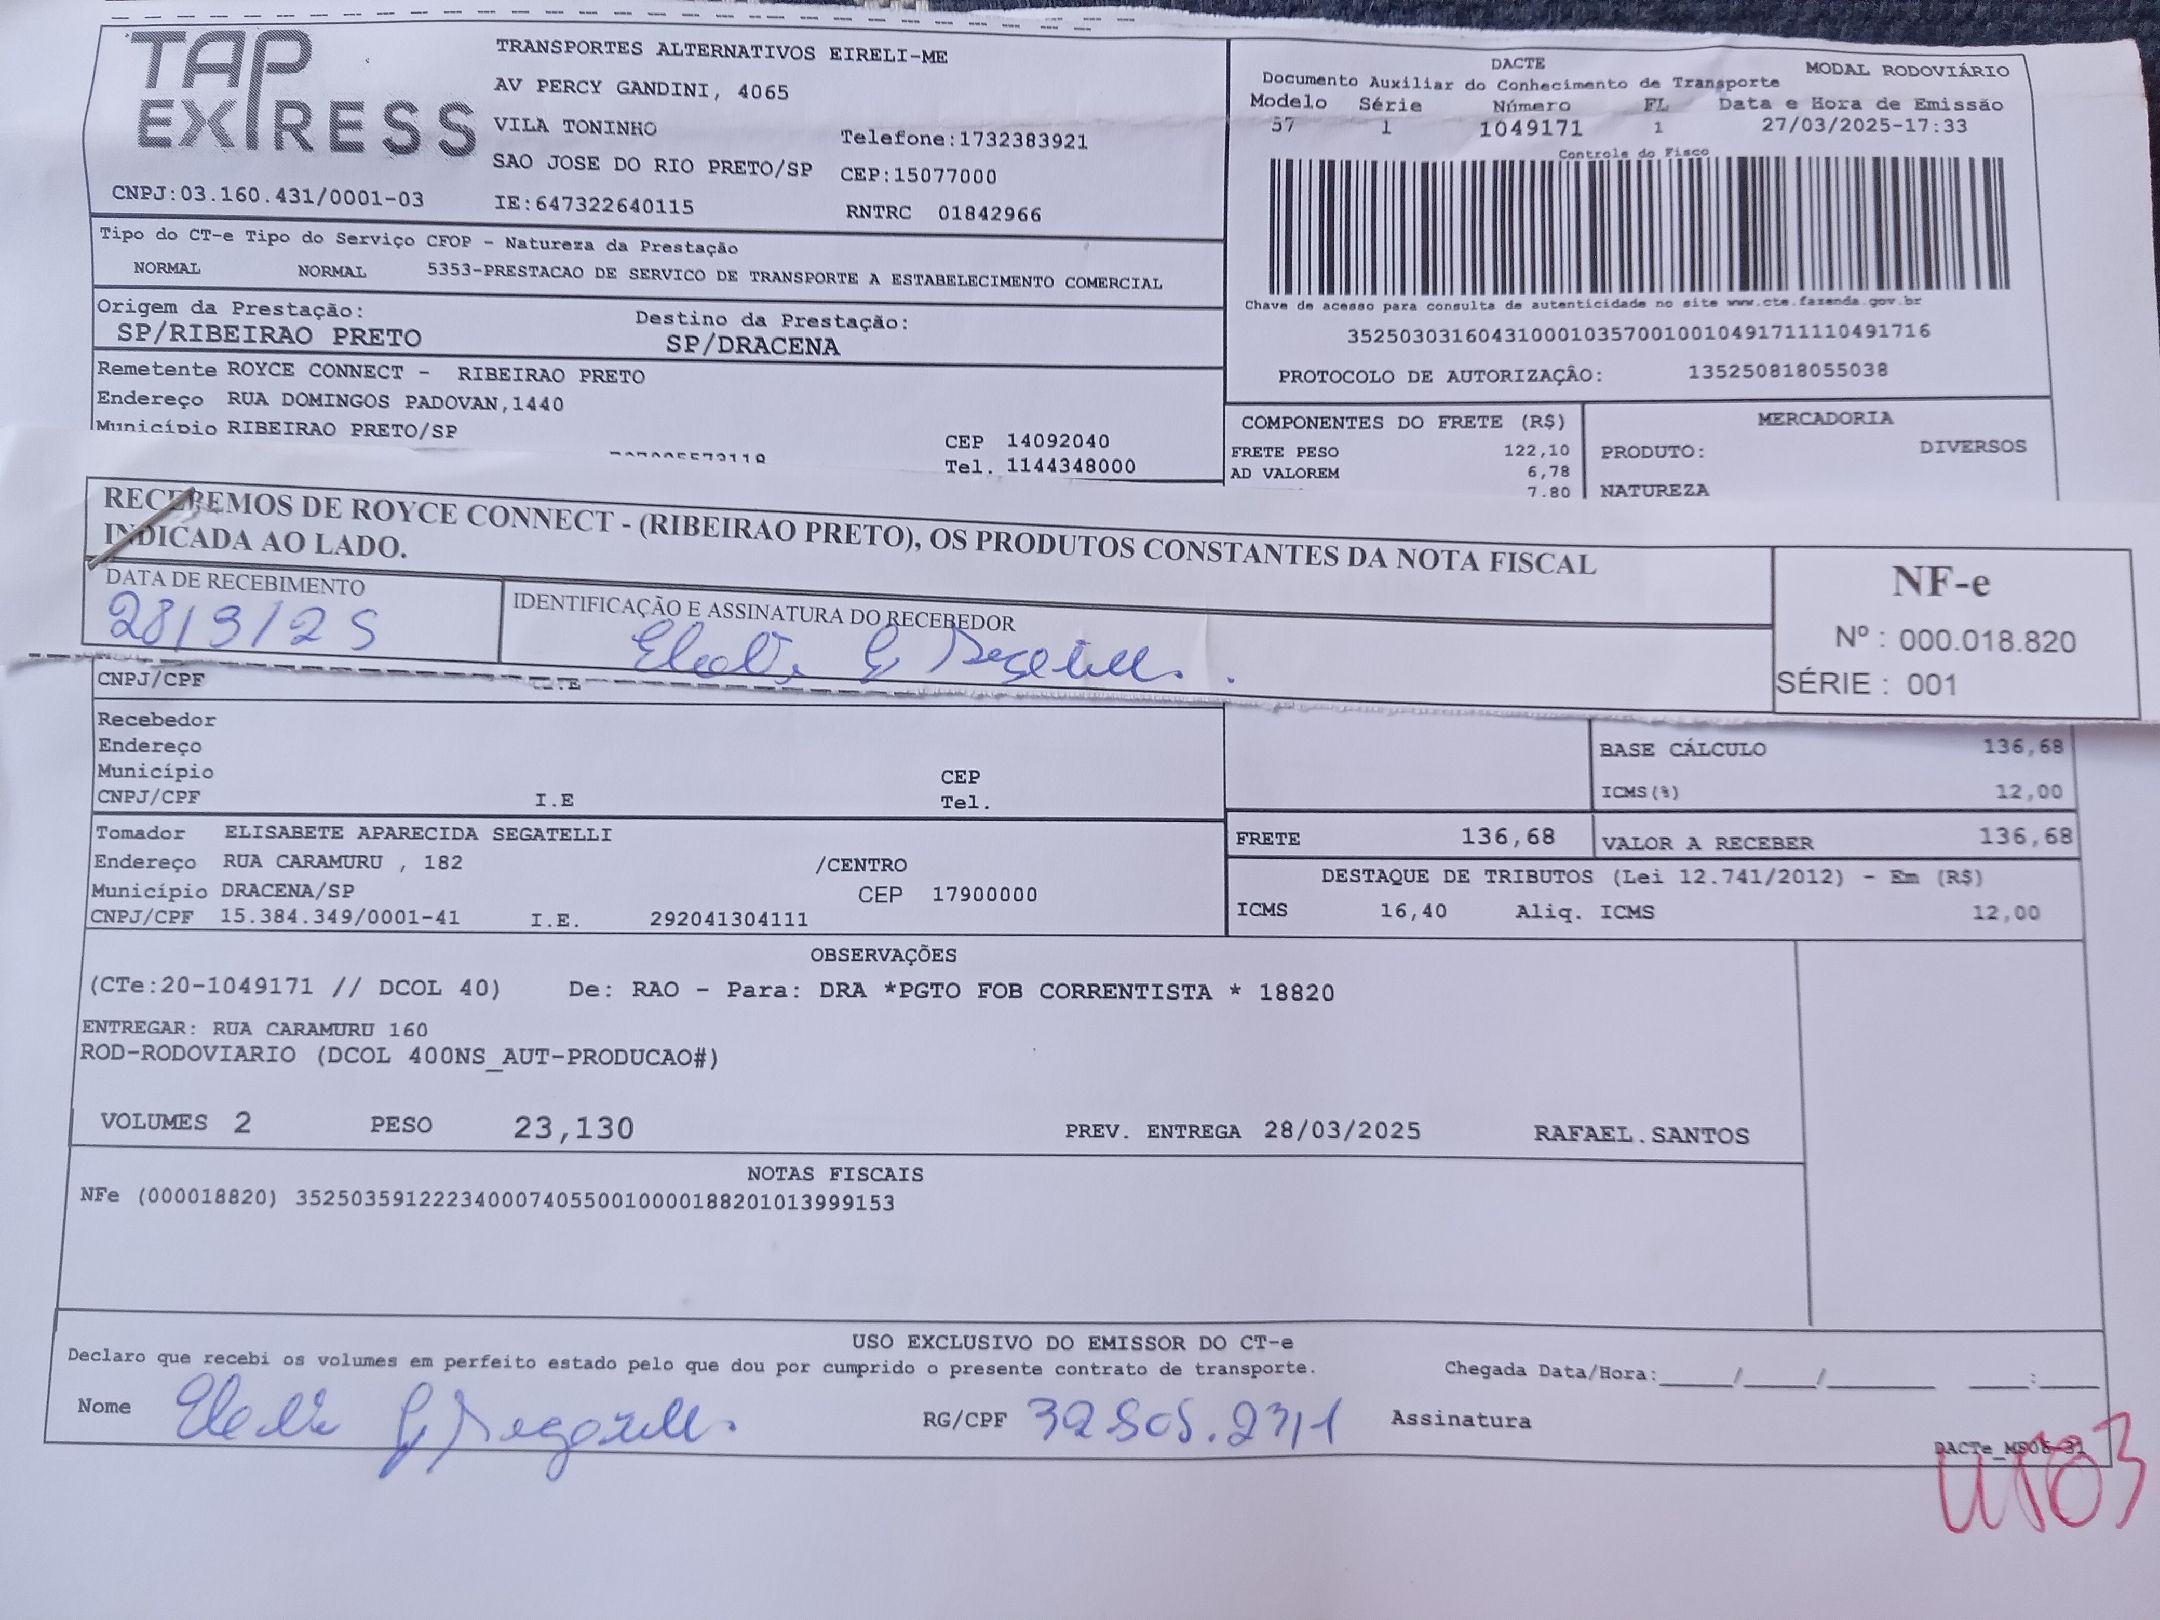 TAP EXPRESS
TRANSPORTES ALTERNATIVOS EIRELI-ME
AV PERCY GANDINI, 4065
VILA TONINHO
Telefone:1732383921
SAO JOSE DO RIO PRETO/SP CEP:15077000
CNPJ:03.160.431/0001-03 IE:647322640115 RNTRC 01842966
DACTE MODAL RODOVIÁRIO
Documento Auxiliar do Conhecimento de Transporte
Modelo Série Número FL Data e Hora de Emissão
57 1 1049171 1 27/03/2025-17:33
Controle do Fisco
Chave de acesso para consulta de autenticidade no site www.cte.fazenda.gov.br
35250303160431000103570010010491711110491716
PROTOCOLO DE AUTORIZAÇÂO: 135250818055038
Tipo do CT-e Tipo do Serviço CFOP - Natureza da Prestação
NORMAL NORMAL 5353-PRESTACAO DE SERVICO DE TRANSPORTE A ESTABELECIMENTO COMERCIAL
Origem da Prestação: Destino da Prestação:
SP/RIBEIRAO PRETO SP/DRACENA
Remetente ROYCE CONNECT - RIBEIRAO PRETO
Endereço RUA DOMINGOS PADOVAN,1440
Município RIBEIRAO PRETO/SP CEP 14092040
Tel. 1144348000
COMPONENTES DO FRETE (R$) MERCADORIA
FRETE PESO 122,10 PRODUTO: DIVERSOS
AD VALOREM 6,78
7.80 NATUREZA
RECEBEMOS DE ROYCE CONNECT - (RIBEIRAO PRETO), OS PRODUTOS CONSTANTES DA NOTA FISCAL
INDICADA AO LADO.
DATA DE RECEBIMENTO IDENTIFICAÇÃO E ASSINATURA DO RECEBEDOR
28/3/25
NF-e
Nº : 000.018.820
SÉRIE : 001
CNPJ/CPF
Recebedor
Endereço
Município CEP
CNPJ/CPF I.E Tel.
BASE CÁLCULO 136,68
ICMS(%) 12,00
FRETE 136,68 VALOR A RECEBER 136,68
Tomador ELISABETE APARECIDA SEGATELLI
Endereço RUA CARAMURU , 182 /CENTRO
Município DRACENA/SP CEP 17900000
CNPJ/CPF 15.384.349/0001-41 I.E. 292041304111
DESTAQUE DE TRIBUTOS (Lei 12.741/2012) - Em (R$)
ICMS 16,40 Aliq. ICMS 12,00
OBSERVAÇÕES
(CTe:20-1049171 // DCOL 40) De: RAO - Para: DRA *PGTO FOB CORRENTISTA * 18820
ENTREGAR: RUA CARAMURU 160
ROD-RODOVIARIO (DCOL 400NS_AUT-PRODUCAO#)
VOLUMES 2 PESO 23,130 PREV. ENTREGA 28/03/2025 RAFAEL.SANTOS
NOTAS FISCAIS
NFe (000018820) 35250359122234000740550010000188201013999153
USO EXCLUSIVO DO EMISSOR DO CT-e
Declaro que recebi os volumes em perfeito estado pelo que dou por cumprido o presente contrato de transporte. Chegada Data/Hora:____/____/______ ____:____
Nome RG/CPF Assinatura